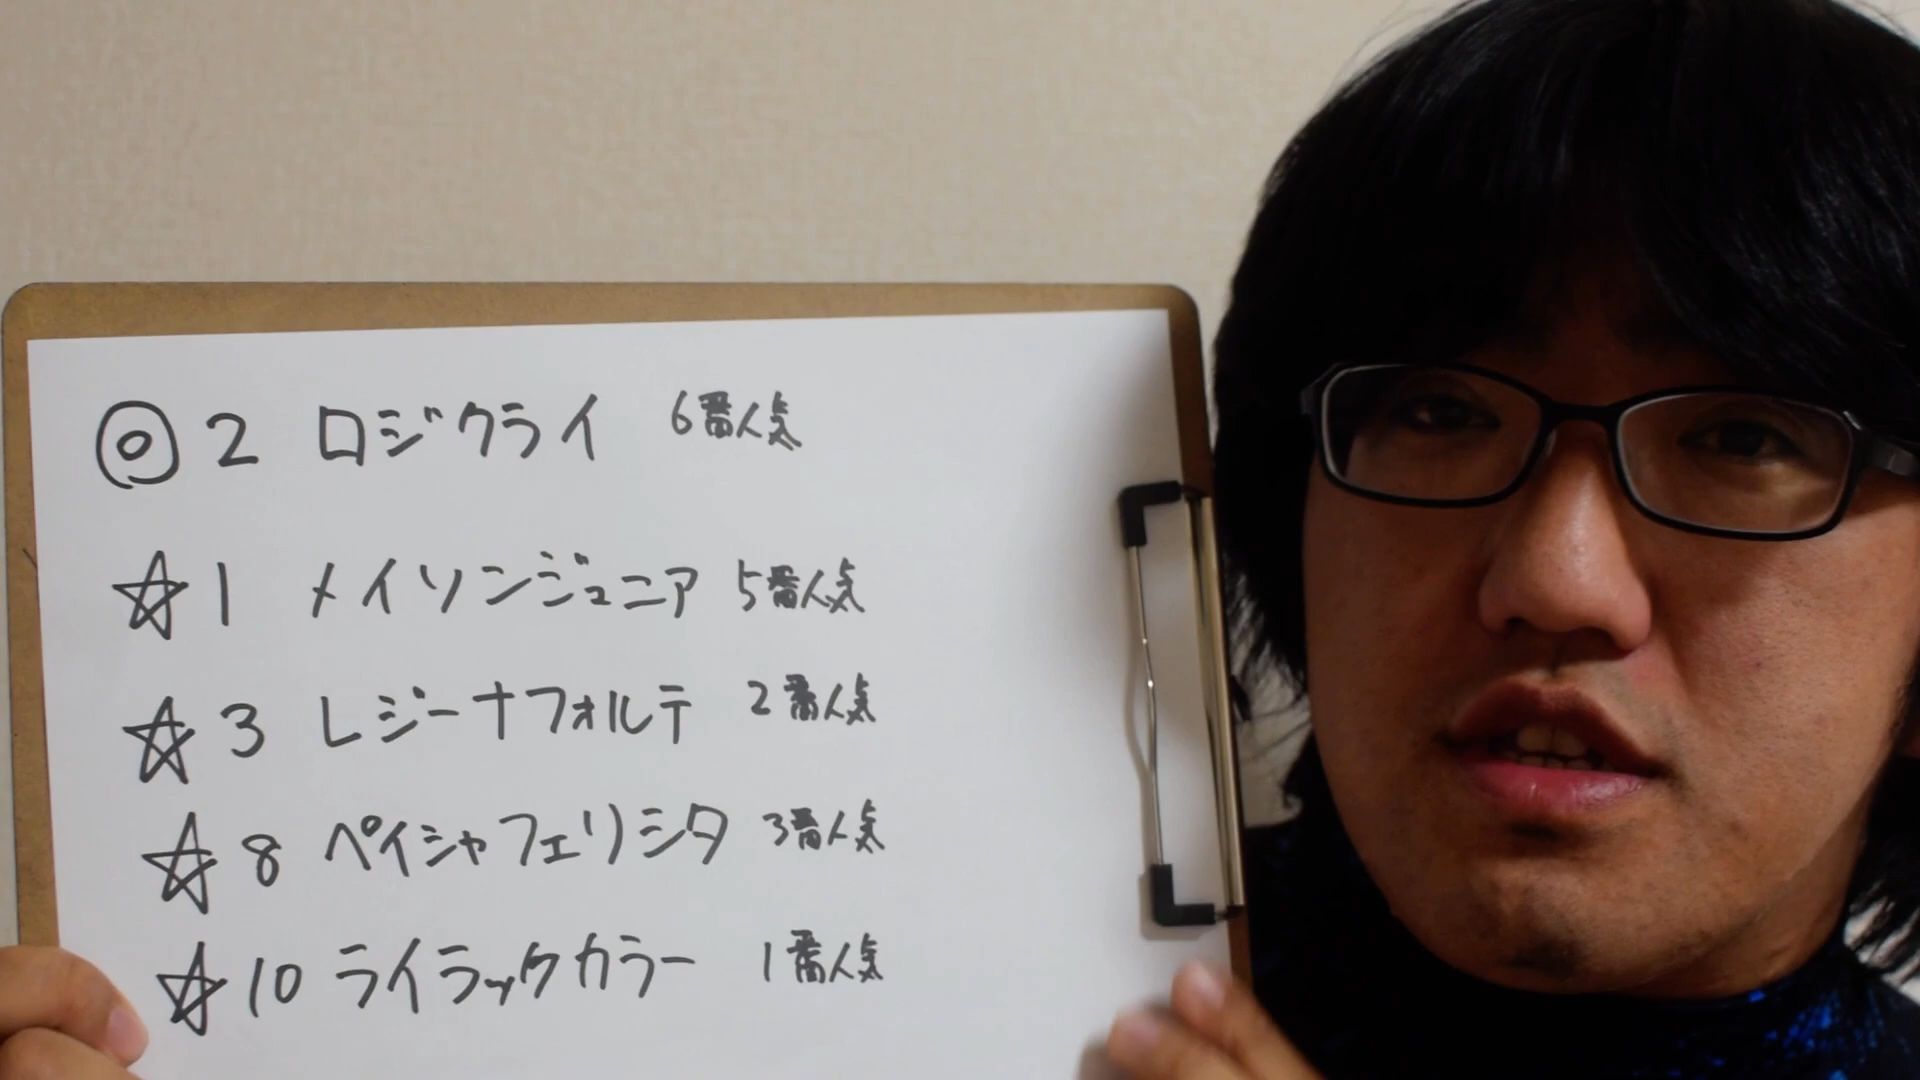 ◎ 2 ロジクライ 6番人気
☆ 1 メイソンジュニア 5番人気
☆ 3 レジーナフォルテ 2番人気
☆ 8 ペイシャフェリシタ 3番人気
☆ 10 ライラックカラー 1番人気